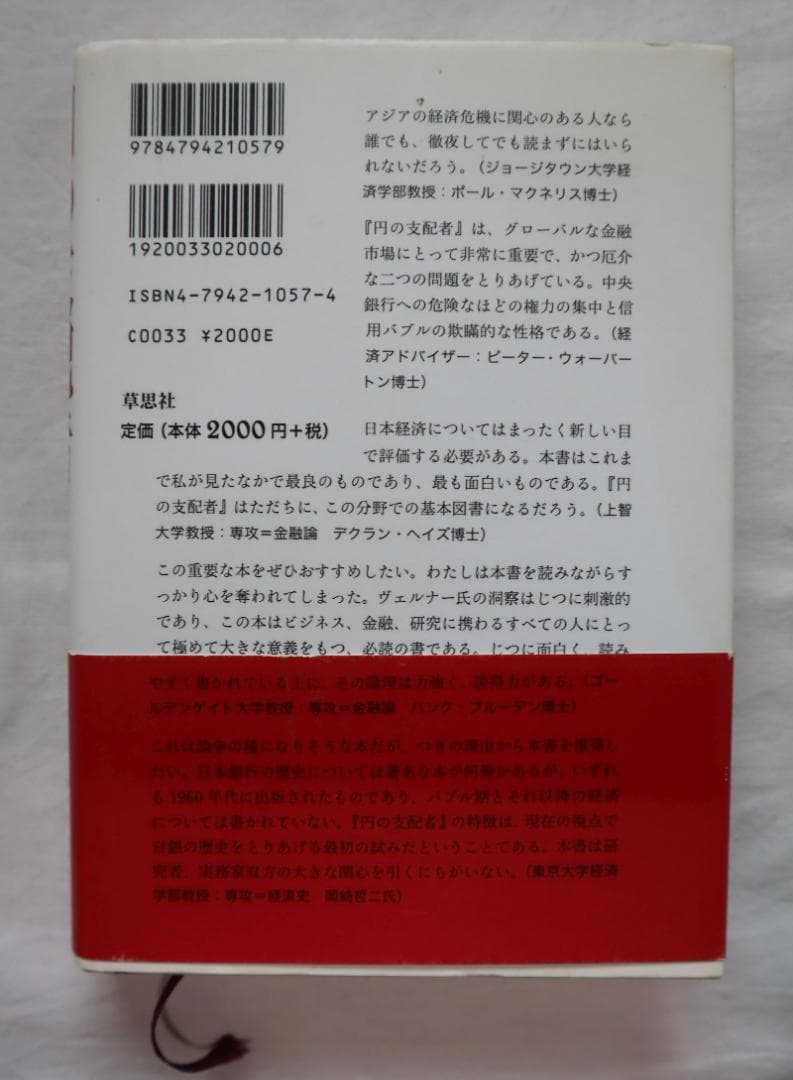 9784794210579
1920033020006
ISBN4-7942-1057-4
C0033 ¥2000E
草思社
定価（本体2000円+税）
アジアの経済危機に関心のある人なら
誰でも、徹夜してでも読まずにはいら
れないだろう。（ジョージタウン大学経
済学部教授：ポール・マクネリス博士）
『円の支配者』は、グローバルな金融
市場にとって非常に重要で、かつ厄介
な二つの問題をとりあげている。中央
銀行への危険なほどの権力の集中と信
用バブルの欺瞞的な性格である。（経
済アドバイザー：ピーター・ウォーバー
トン博士）
日本経済についてはまったく新しい目
で評価する必要がある。本書はこれま
で私が見たなかで最良のものであり、最も面白いものである。『円
の支配者』はただちに、この分野での基本図書になるだろう。（上智
大学教授：専攻＝金融論　デクラン・ヘイズ博士）
この重要な本をぜひおすすめしたい。わたしは本書を読みながらす
っかり心を奪われてしまった。ヴェルナー氏の洞察はじつに刺激的
であり、この本はビジネス、金融、研究に携わるすべての人にとっ
て極めて大きな意義をもつ、必読の書である。じつに面白く、読み
やすく書かれている上に、その論理は力強く、説得力がある。（ゴー
ルデンゲイト大学教授：専攻＝金融論　ハンク・プルーデン博士）
これは論争の種になりそうな本だが、つぎの理由から本書を推奨し
たい。日本銀行の歴史については著名な本が何冊かあるが、いずれ
も1960年代に出版されたものであり、バブル期とそれ以降の経済
については書かれていない。『円の支配者』の特徴は、現在の視点で
日銀の歴史をとりあげる最初の試みだということである。本書は研
究者、実務家双方の大きな関心を引くにちがいない。（東京大学経済
学部教授：専攻＝経済史　岡崎哲二氏）